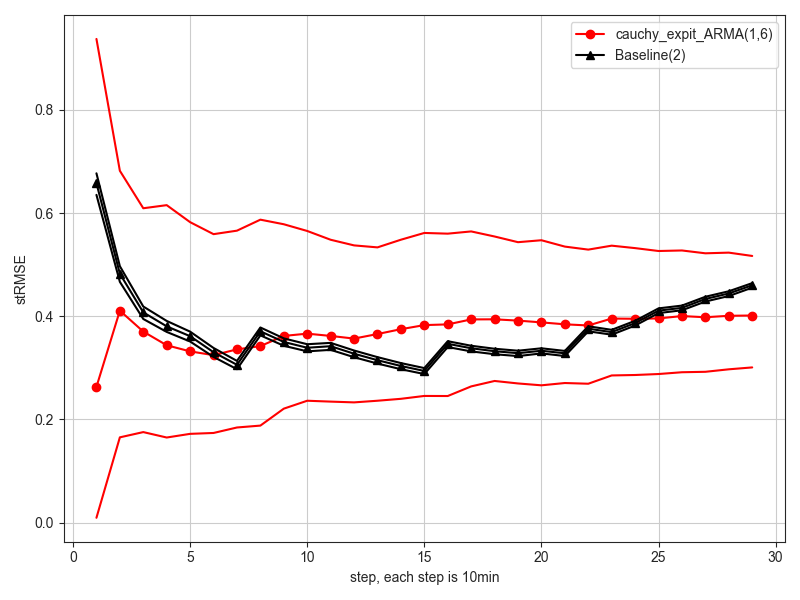 cauchy_expit_ARMA(1,6)
Baseline(2)
stRMSE
0.8
0.6
0.4
0.2
0.0
0 5 10 15 20 25 30
step, each step is 10min